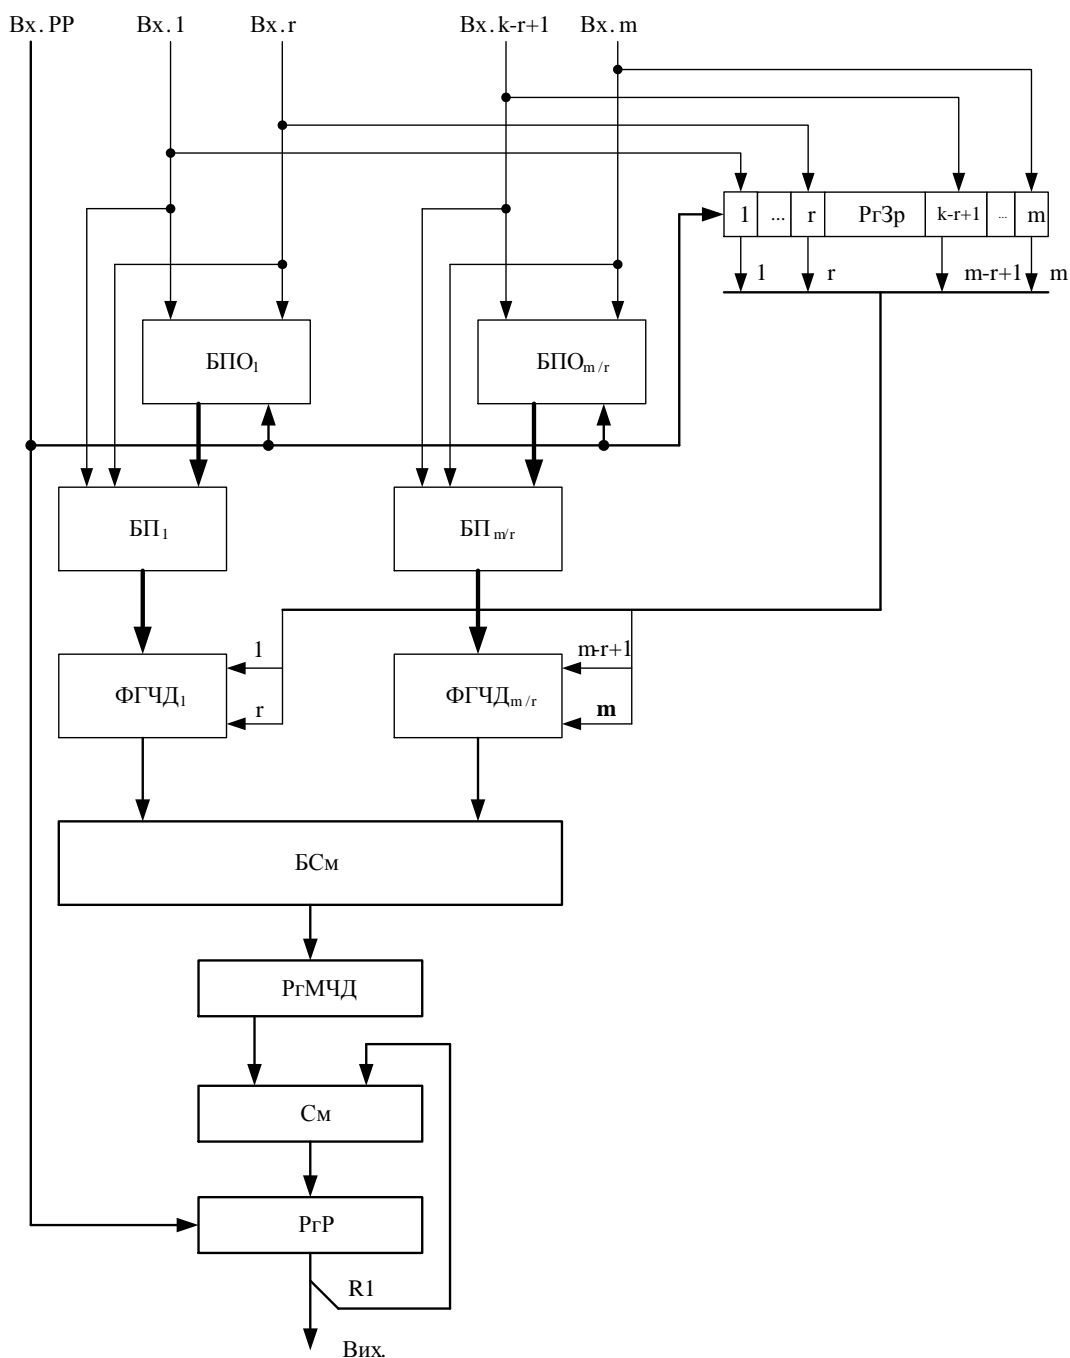 Вх. РР Вх. 1 Вх. r Вх. k-r+1 Вх. m
1 ... r РгЗр k-r+1 ... m
1 r m-r+1 m
БПО1 БПОm/r
БП1 БПm/r
1 m-r+1
ФГЧД1 ФГЧДm/r
r m
БСм
РгМЧД
См
РгР
R1
Вих.